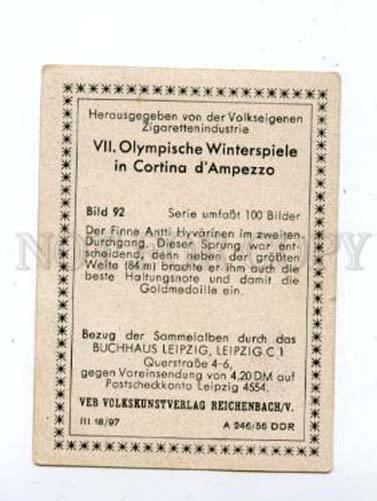 Herausgegeben von der Volkseigenen
Zigarettenindustrie
VII. Olympische Winterspiele
in Cortina d'Ampezzo
Bild 92 Serie umfaßt 100 Bilder
Der Finne Antti Hyvärinen im zweiten
Durchgang. Dieser Sprung war ent-
scheidend, denn neben der größten
Weite (84 m) brachte er ihm auch die
beste Haltungsnote und damit die
Goldmedaille ein.
Bezug der Sammelalben durch das
BUCHHAUS LEIPZIG, LEIPZIG C 1
Querstraße 4-6,
gegen Voreinsendung von 4,20 DM auf
Postscheckkonto Leipzig 4554.
VEB VOLKSKUNSTVERLAG REICHENBACH/V.
III 18/97 A 246/56 DDR